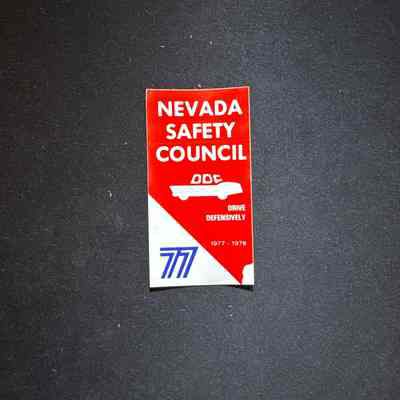 NEVADA
SAFETY
COUNCIL
DDC
DRIVE
DEFENSIVELY
1977 - 1978
77